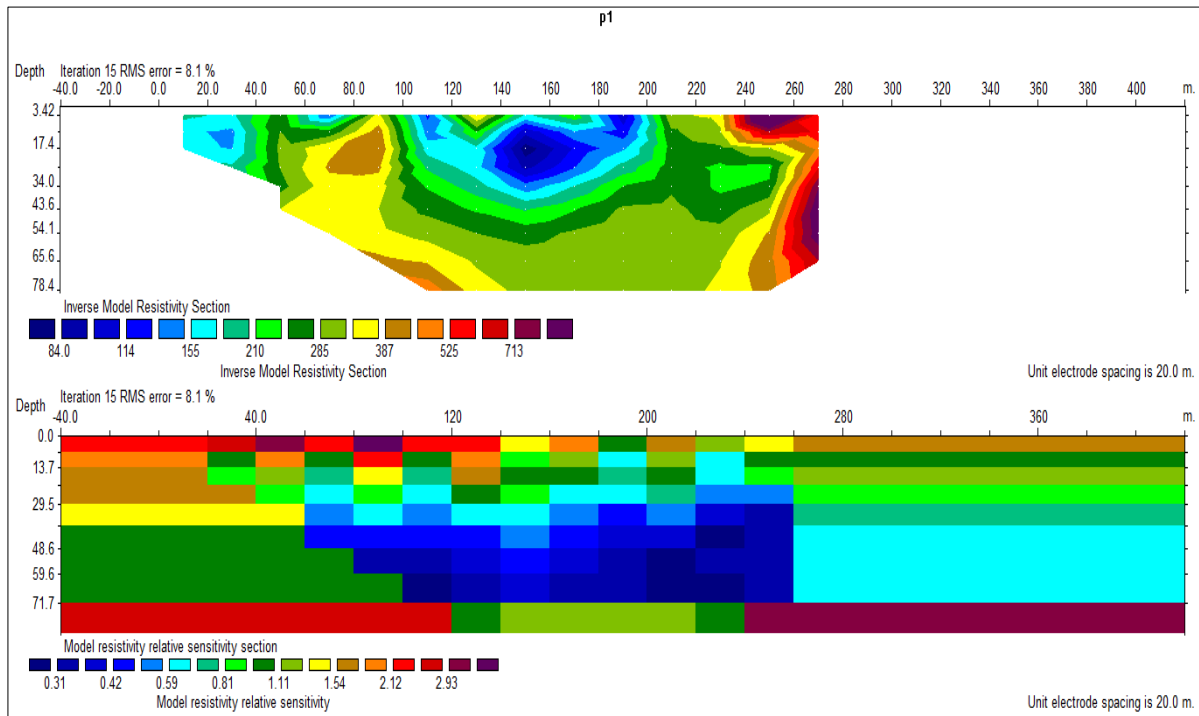 p1
Depth Iteration 15 RMS error = 8.1 %
-40.0 -20.0 0.0 20.0 40.0 60.0 80.0 100 120 140 160 180 200 220 240 260 280 300 320 340 360 380 400 m.
3.42
17.4
34.0
43.6
54.1
65.6
78.4
Inverse Model Resistivity Section
84.0 114 155 210 285 387 525 713
Inverse Model Resistivity Section
Unit electrode spacing is 20.0 m.
Depth Iteration 15 RMS error = 8.1 %
-40.0 40.0 120 200 280 360 m.
0.0
13.7
29.5
48.6
59.6
71.7
Model resistivity relative sensitivity section
0.31 0.42 0.59 0.81 1.11 1.54 2.12 2.93
Model resistivity relative sensitivity
Unit electrode spacing is 20.0 m.